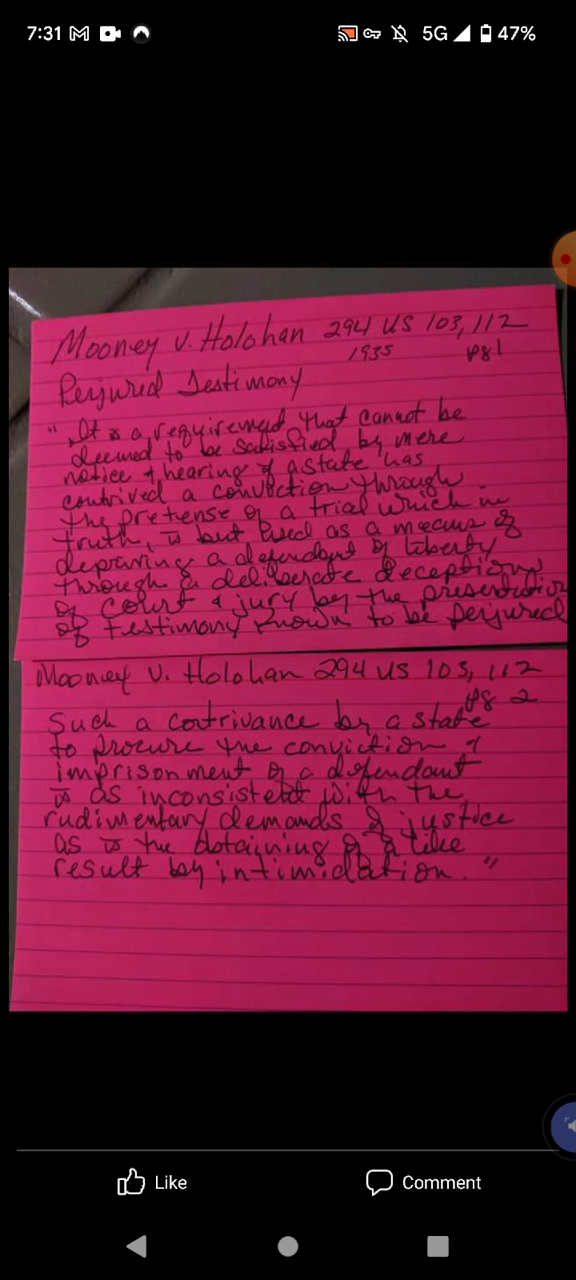 7:31 5G 47%
Mooney v. Holohan 294 US 103, 112
1935 pg 1
Perjured Testimony
"It is a requirement that cannot be
deemed to be satisfied by mere
notice & hearing if a state has
contrived a conviction through
the pretense of a trial which in
truth, is but used as a means of
depriving a defendant of liberty
through a deliberate deception
of court & jury by the presentation
of testimony known to be perjured
Mooney v. Holohan 294 US 103, 112
pg 2
Such a contrivance by a state
to procure the conviction &
imprisonment of a defendant
is as inconsistent with the
rudimentary demands of justice
as is the obtaining of a like
result by intimidation."
Like Comment